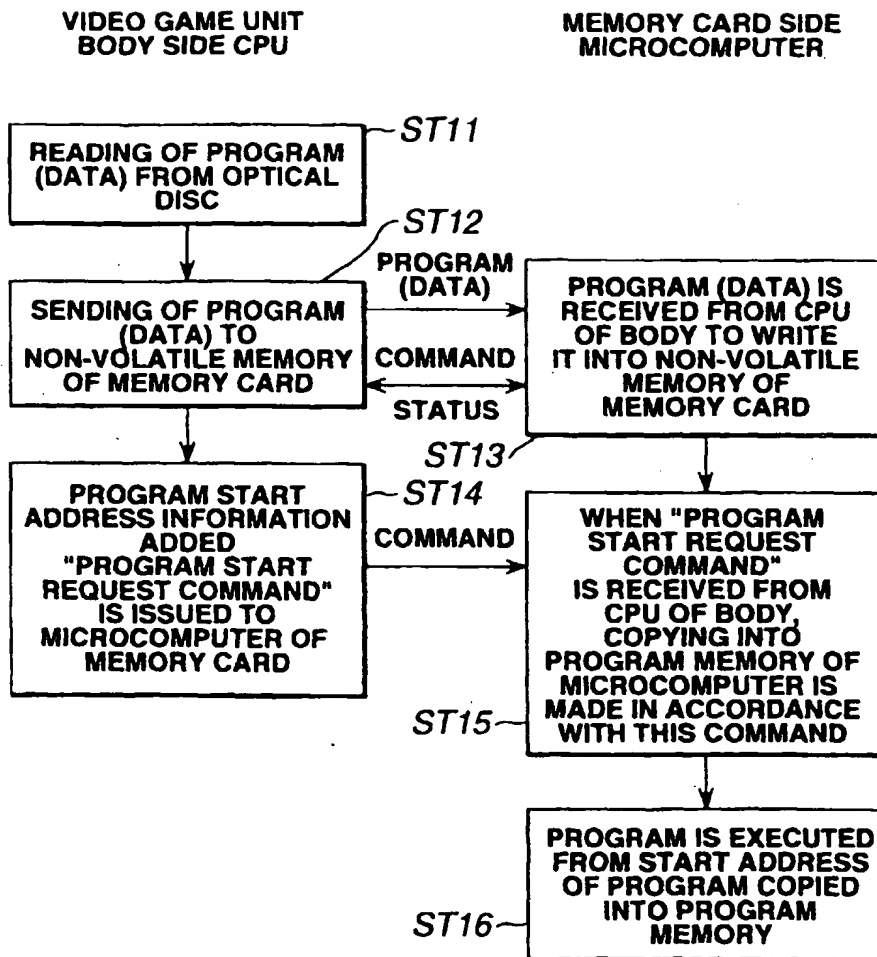 VIDEO GAME UNIT
BODY SIDE CPU
MEMORY CARD SIDE
MICROCOMPUTER
ST11
READING OF PROGRAM
(DATA) FROM OPTICAL
DISC
ST12
SENDING OF PROGRAM
(DATA) TO
NON-VOLATILE MEMORY
OF MEMORY CARD
PROGRAM
(DATA)
COMMAND
STATUS
PROGRAM (DATA) IS
RECEIVED FROM CPU
OF BODY TO WRITE
IT INTO NON-VOLATILE
MEMORY OF
MEMORY CARD
ST13
ST14
PROGRAM START
ADDRESS INFORMATION
ADDED
"PROGRAM START
REQUEST COMMAND"
IS ISSUED TO
MICROCOMPUTER OF
MEMORY CARD
COMMAND
WHEN "PROGRAM
START REQUEST
COMMAND"
IS RECEIVED FROM
CPU OF BODY,
COPYING INTO
PROGRAM MEMORY OF
MICROCOMPUTER IS
MADE IN ACCORDANCE
WITH THIS COMMAND
ST15
PROGRAM IS EXECUTED
FROM START ADDRESS
OF PROGRAM COPIED
INTO PROGRAM
MEMORY
ST16